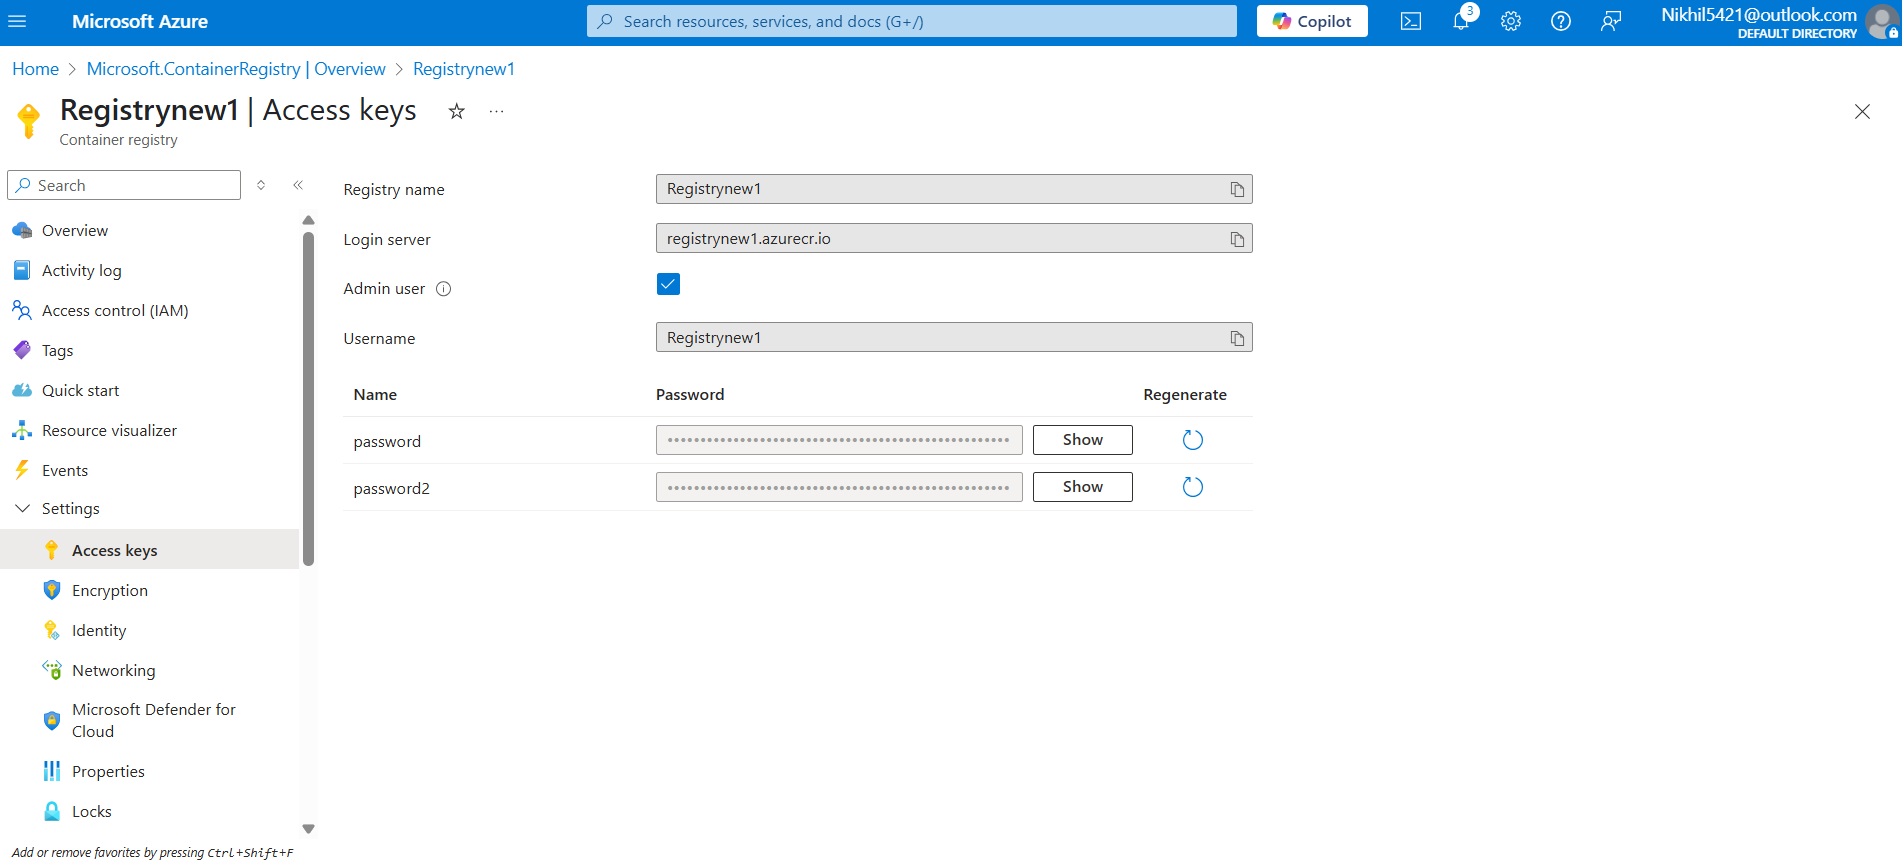 Microsoft Azure
Search resources, services, and docs (G+/)
Copilot
3
Nikhil5421@outlook.com
DEFAULT DIRECTORY
Home > Microsoft.ContainerRegistry | Overview > Registrynew1
Registrynew1 | Access keys
Container registry
Search
Overview
Activity log
Access control (IAM)
Tags
Quick start
Resource visualizer
Events
Settings
Access keys
Encryption
Identity
Networking
Microsoft Defender for
Cloud
Properties
Locks
Add or remove favorites by pressing Ctrl+Shift+F
Registry name
Registrynew1
Login server
registrynew1.azurecr.io
Admin user
Username
Registrynew1
Name Password Regenerate
password Show
password2 Show